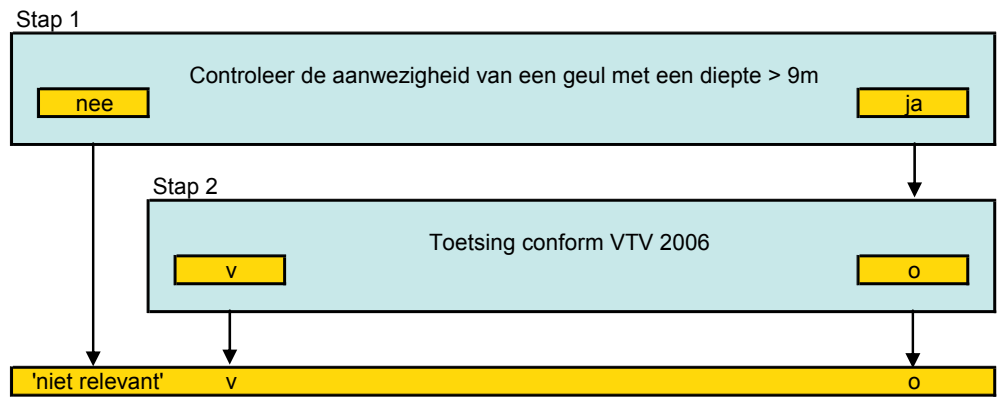 Stap 1
Controleer de aanwezigheid van een geul met een diepte > 9m
nee
ja
Stap 2
Toetsing conform VTV 2006
v
o
'niet relevant'
v
o